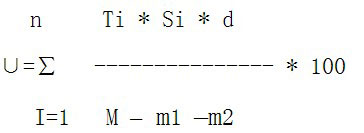 n Ti * Si * d
∪=∑ --------------- * 100
I=1 M – m1 –m2